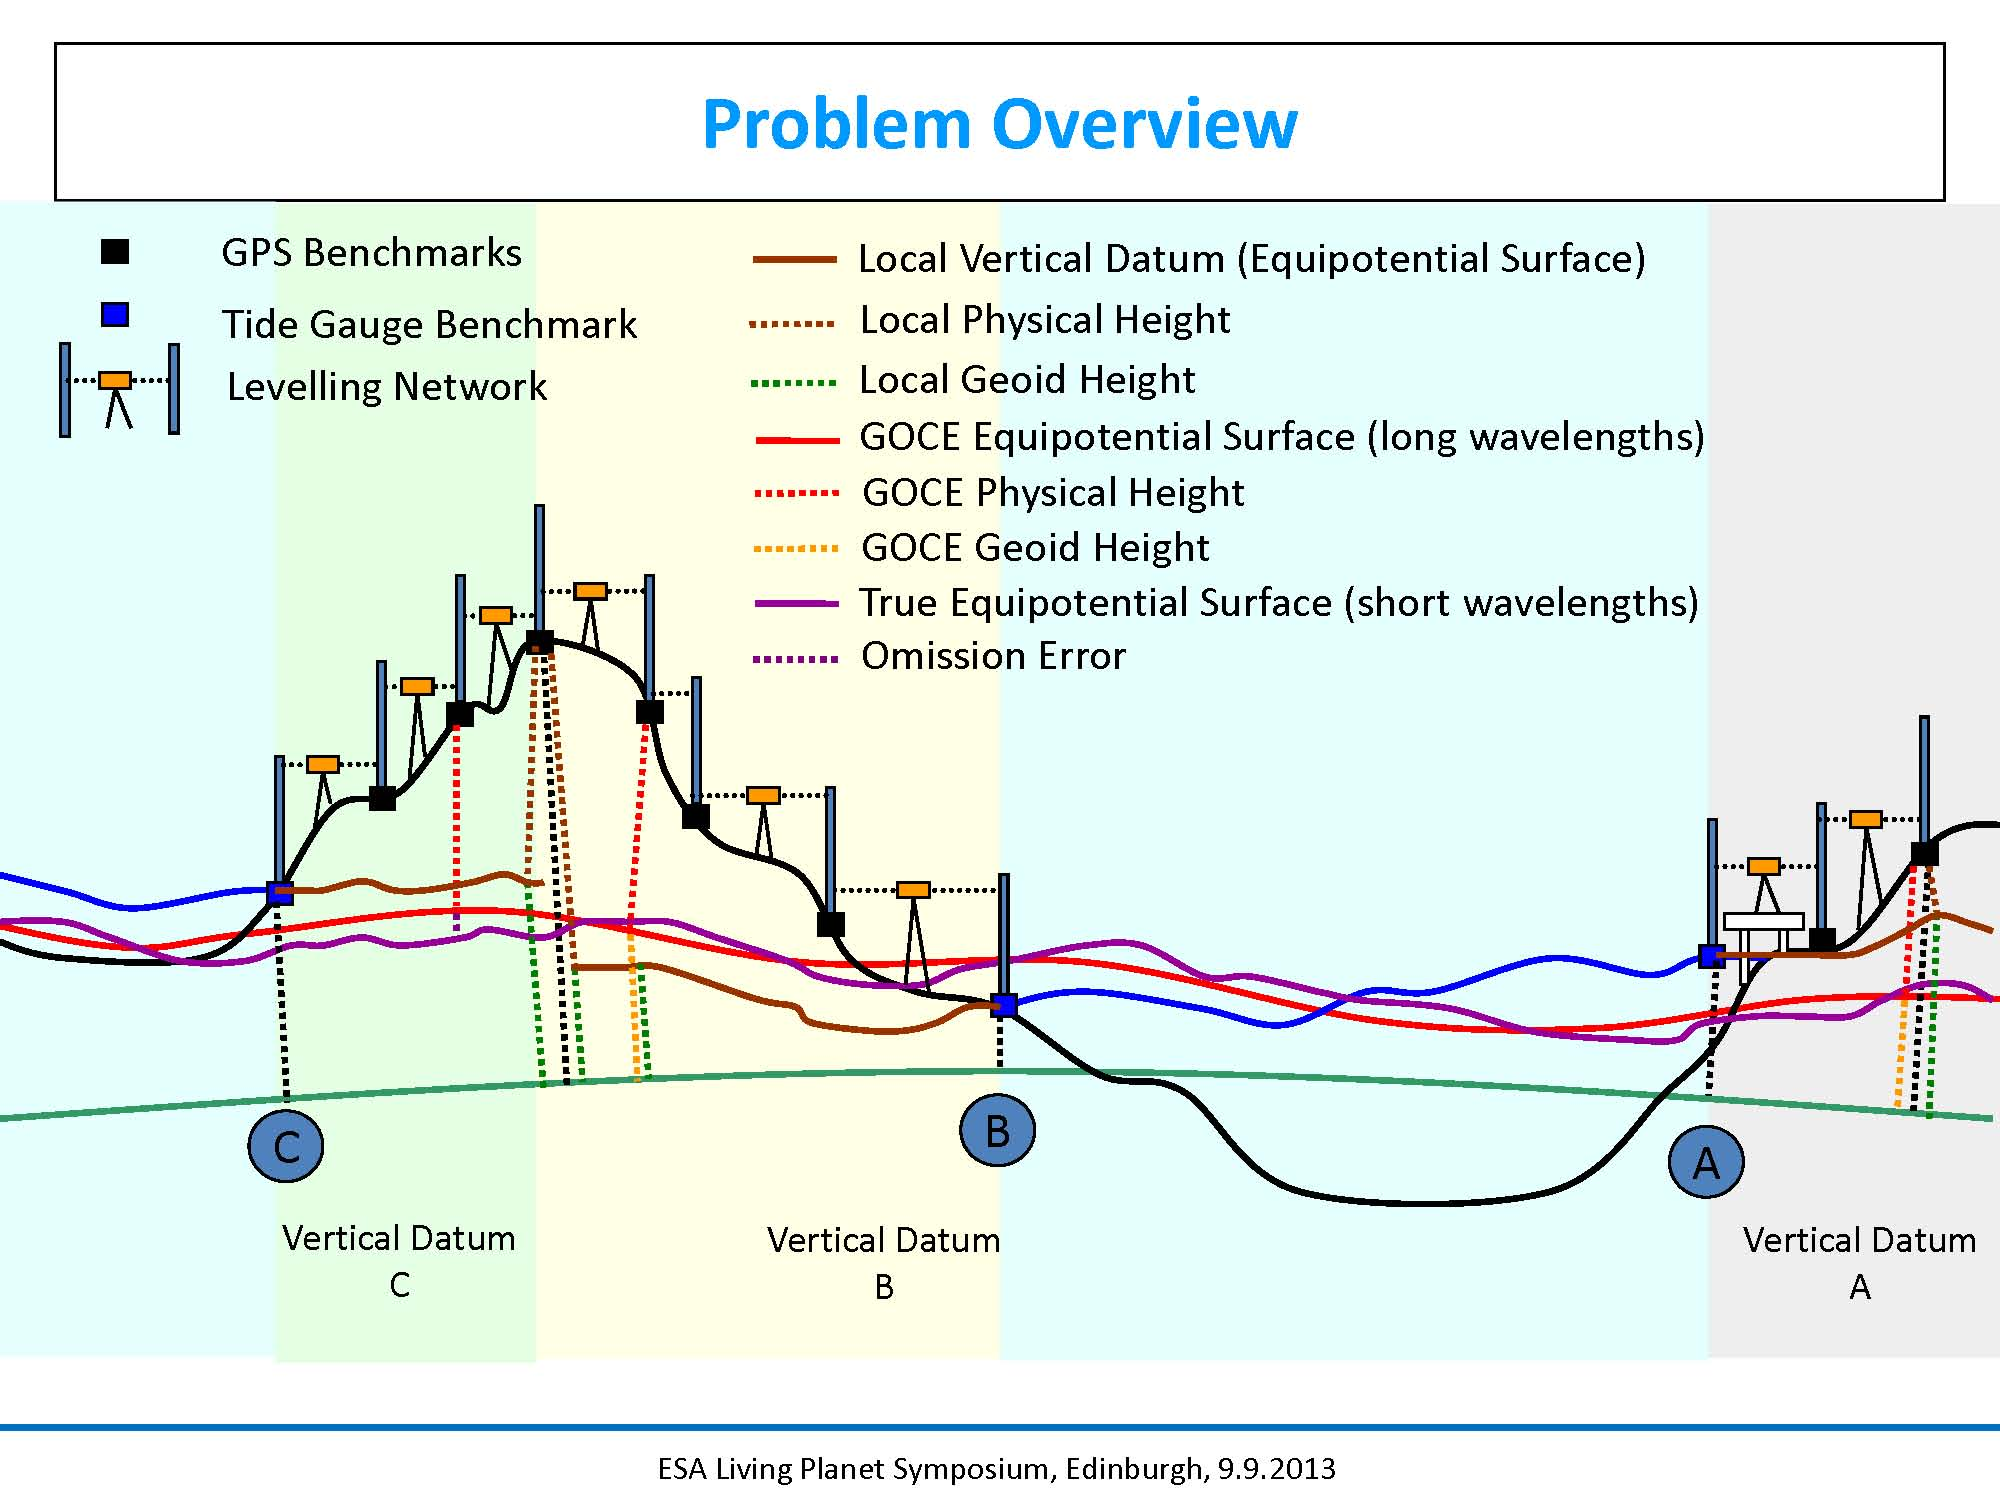 Problem Overview
GPS Benchmarks
Tide Gauge Benchmark
Levelling Network
Local Vertical Datum (Equipotential Surface)
Local Physical Height
Local Geoid Height
GOCE Equipotential Surface (long wavelengths)
GOCE Physical Height
GOCE Geoid Height
True Equipotential Surface (short wavelengths)
Omission Error
C
B
A
Vertical Datum
C
Vertical Datum
B
Vertical Datum
A
ESA Living Planet Symposium, Edinburgh, 9.9.2013